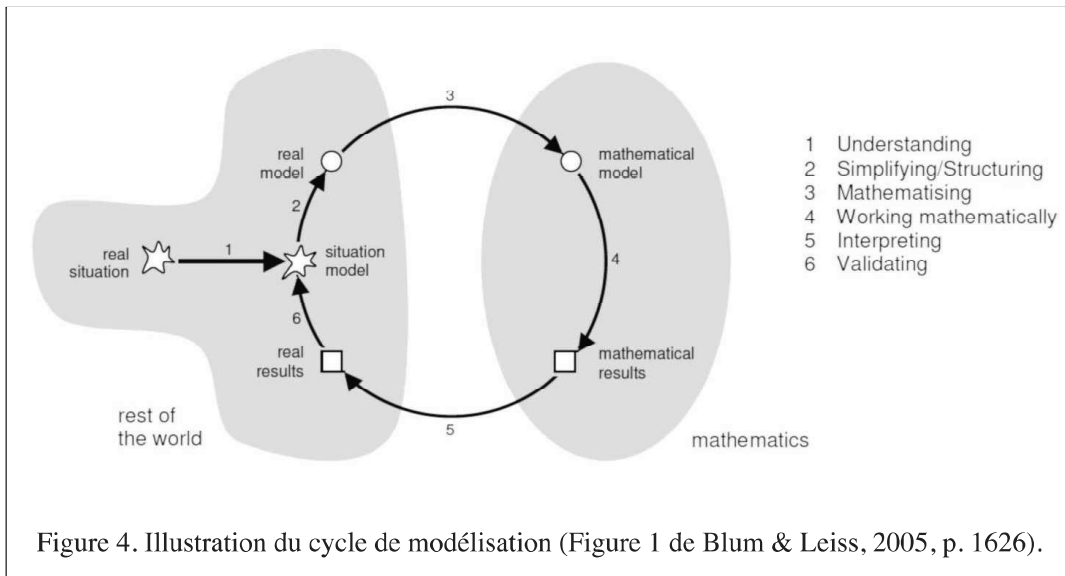 3
real
model
mathematical
model
1 Understanding
2 Simplifying/Structuring
3 Mathematising
4 Working mathematically
5 Interpreting
6 Validating
2
real
situation
1
situation
model
4
6
real
results
mathematical
results
rest of
the world
5
mathematics
Figure 4. Illustration du cycle de modélisation (Figure 1 de Blum & Leiss, 2005, p. 1626).